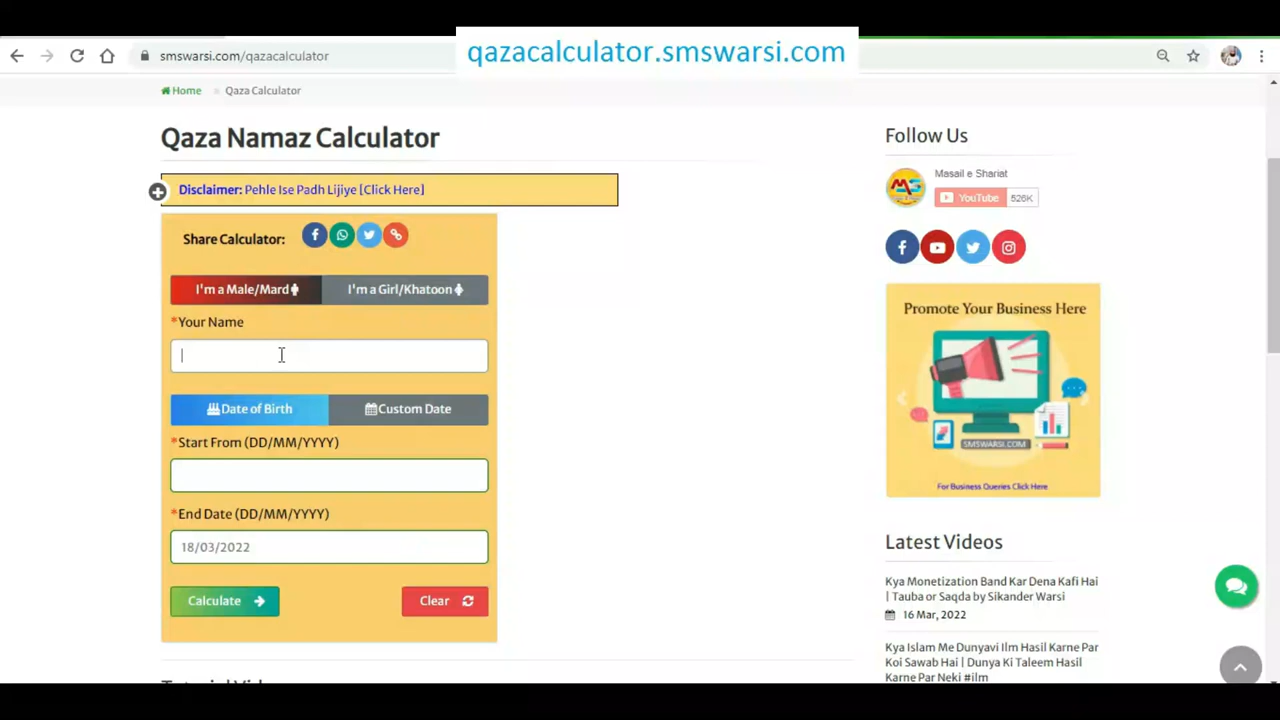 qazacalculator.smswarsi.com
smswarsi.com/qazacalculator
Home » Qaza Calculator
Qaza Namaz Calculator
Disclaimer: Pehle Ise Padh Lijiye [Click Here]
Share Calculator:
I'm a Male/Mard
I'm a Girl/Khatoon
*Your Name
Date of Birth
Custom Date
*Start From (DD/MM/YYYY)
*End Date (DD/MM/YYYY)
18/03/2022
Calculate
Clear
Follow Us
MS
Masail e Shariat
YouTube
526K
Promote Your Business Here
SMSWARSI.COM
For Business Queries Click Here
Latest Videos
Kya Monetization Band Kar Dena Kafi Hai
| Tauba or Sadqa by Sikander Warsi
16 Mar, 2022
Kya Islam Me Dunyavi Ilm Hasil Karne Par
Koi Sawab Hai | Dunya Ki Taleem Hasil
Karne Par Neki #ilm